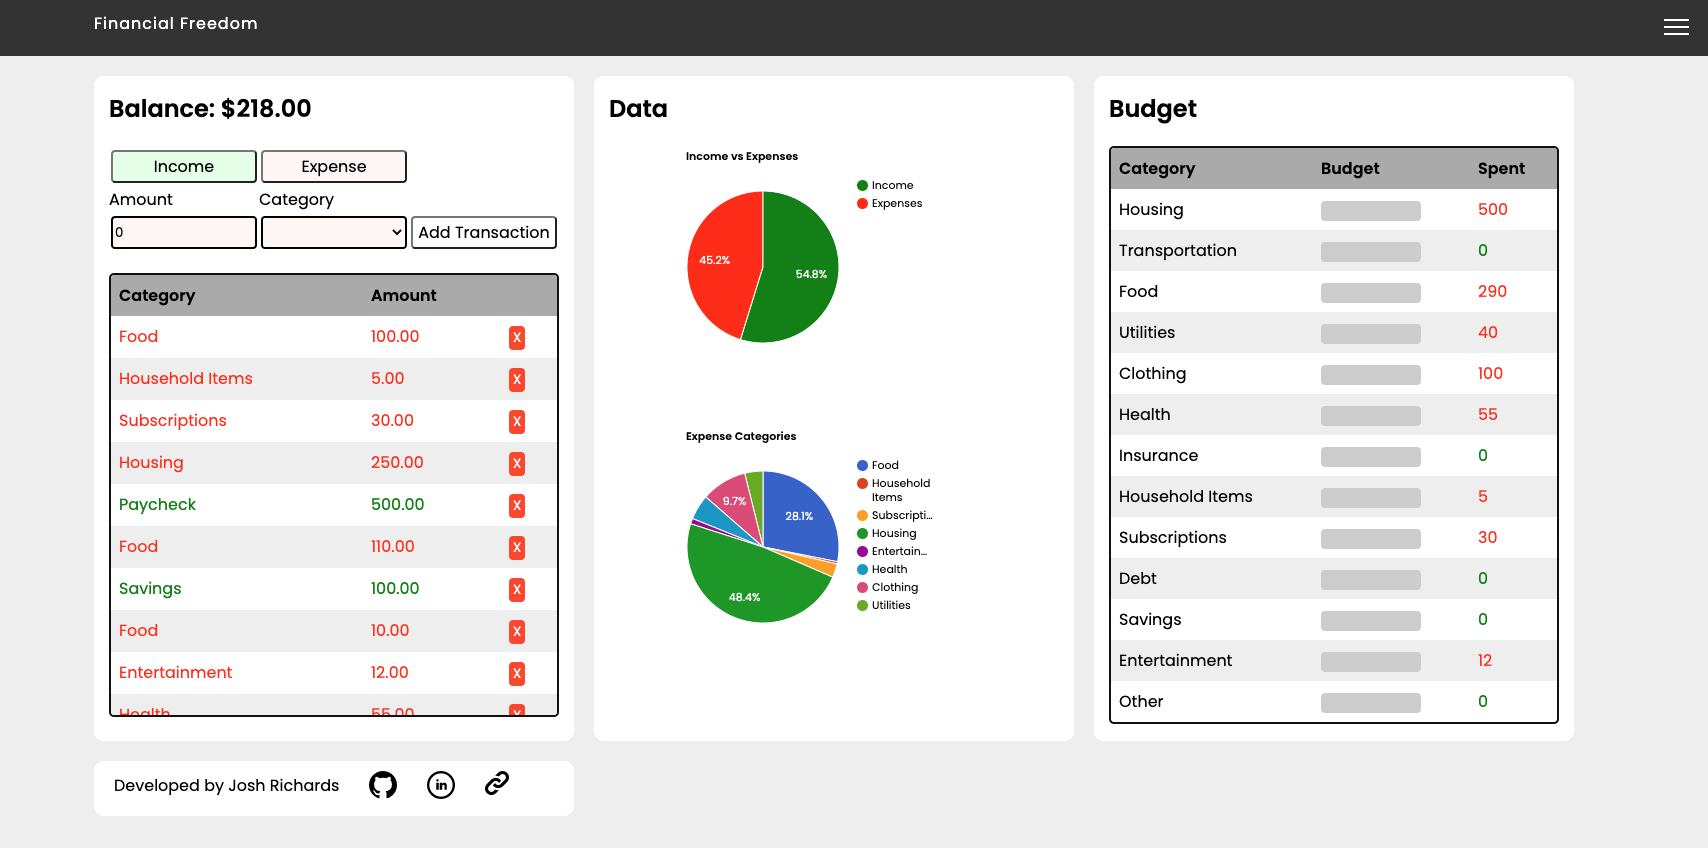 Financial Freedom
Balance: $218.00
Income Expense
Amount Category
0 Add Transaction
Category Amount
Food 100.00 X
Household Items 5.00 X
Subscriptions 30.00 X
Housing 250.00 X
Paycheck 500.00 X
Food 110.00 X
Savings 100.00 X
Food 10.00 X
Entertainment 12.00 X
Health 55.00 X
Data
Income vs Expenses
Income
Expenses
45.2%
54.8%
Expense Categories
Food
Household
Items
Subscripti...
Housing
Entertain...
Health
Clothing
Utilities
9.7%
28.1%
48.4%
Budget
Category Budget Spent
Housing 500
Transportation 0
Food 290
Utilities 40
Clothing 100
Health 55
Insurance 0
Household Items 5
Subscriptions 30
Debt 0
Savings 0
Entertainment 12
Other 0
Developed by Josh Richards in